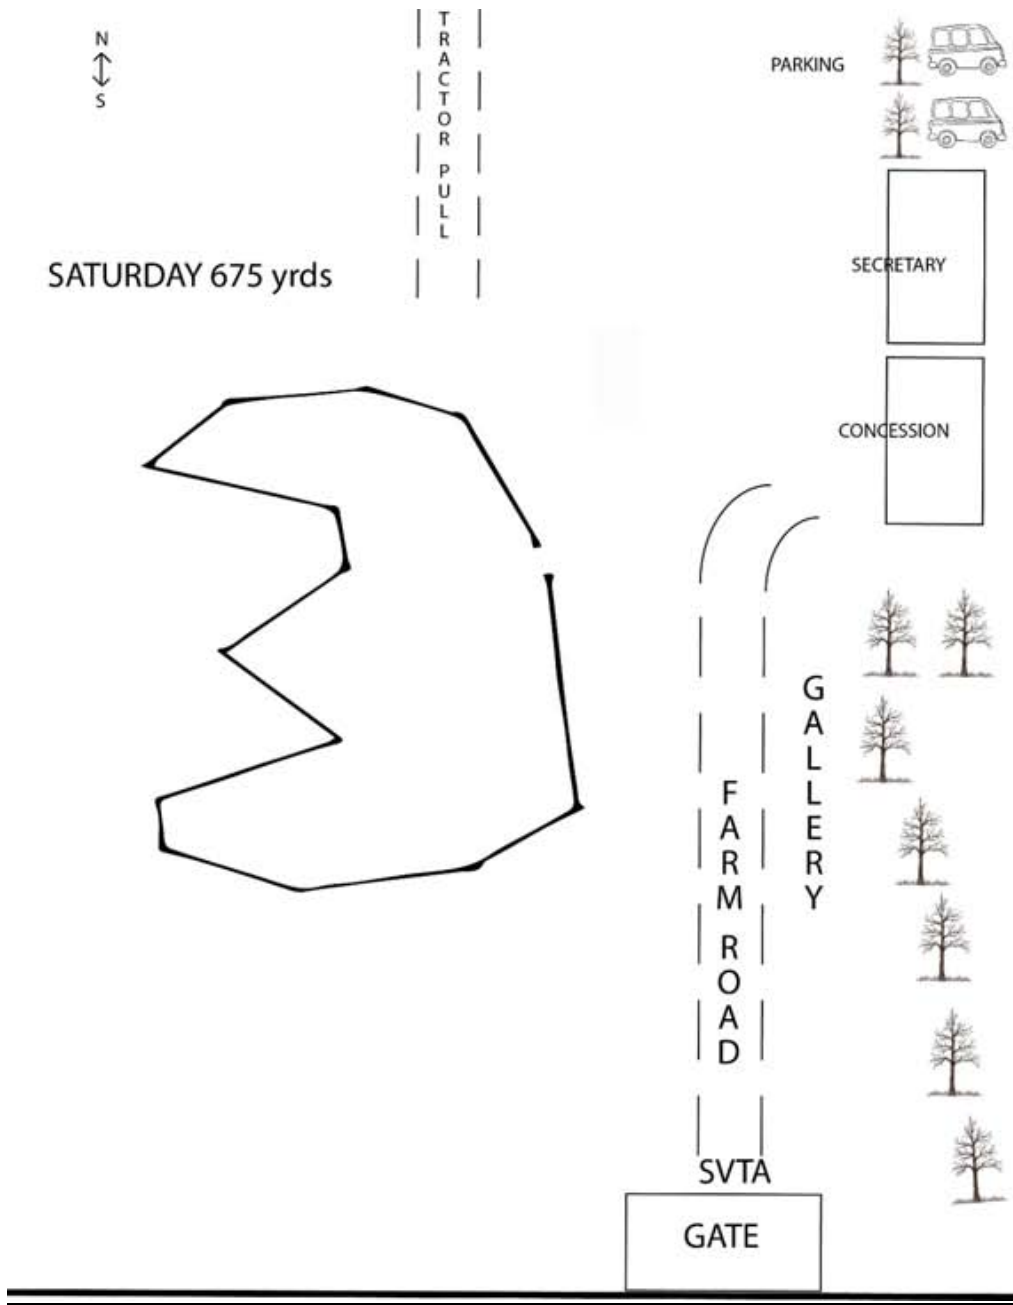 N
S
TRACTOR PULL
PARKING
SATURDAY 675 yrds
SECRETARY
CONCESSION
GALLERY
FARM ROAD
SVTA
GATE